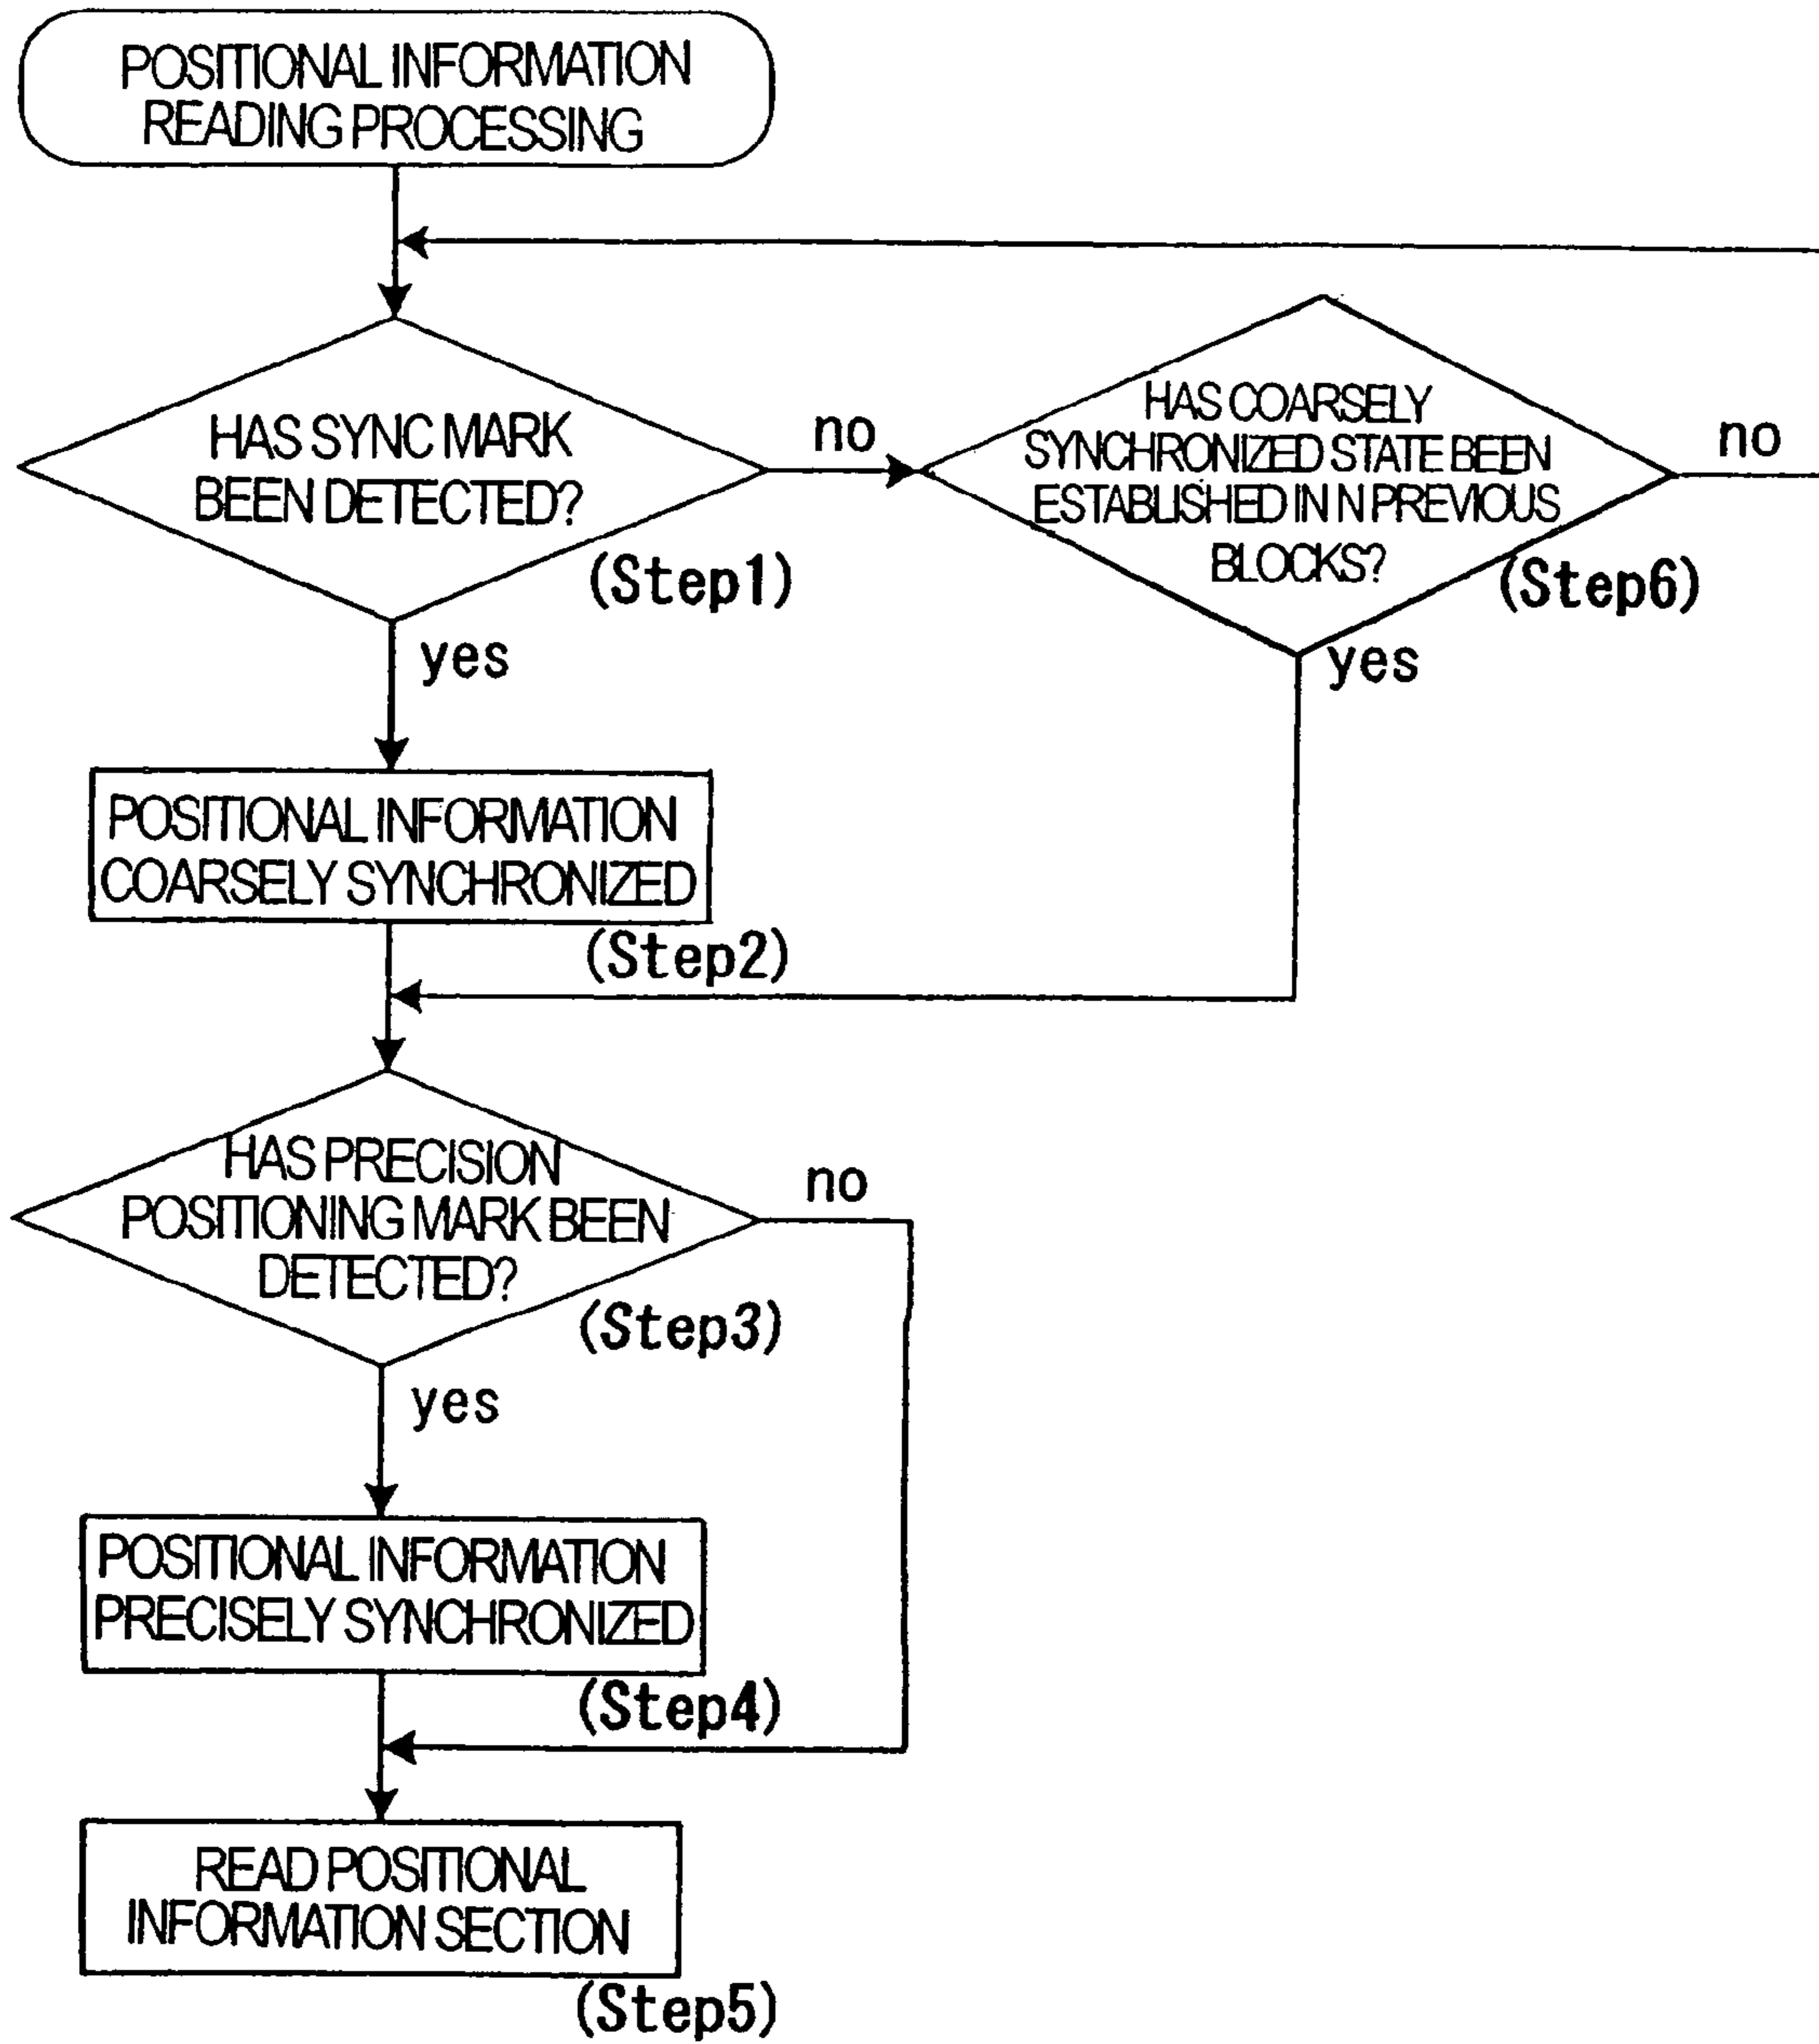 POSITIONAL INFORMATION
READING PROCESSING
HAS SYNC MARK
BEEN DETECTED?
(Step1)
no
HAS COARSELY
SYNCHRONIZED STATE BEEN
ESTABLISHED IN N PREVIOUS
BLOCKS?
(Step6)
no
yes
yes
POSITIONAL INFORMATION
COARSELY SYNCHRONIZED
(Step2)
HAS PRECISION
POSITIONING MARK BEEN
DETECTED?
(Step3)
no
yes
POSITIONAL INFORMATION
PRECISELY SYNCHRONIZED
(Step4)
READ POSITIONAL
INFORMATION SECTION
(Step5)